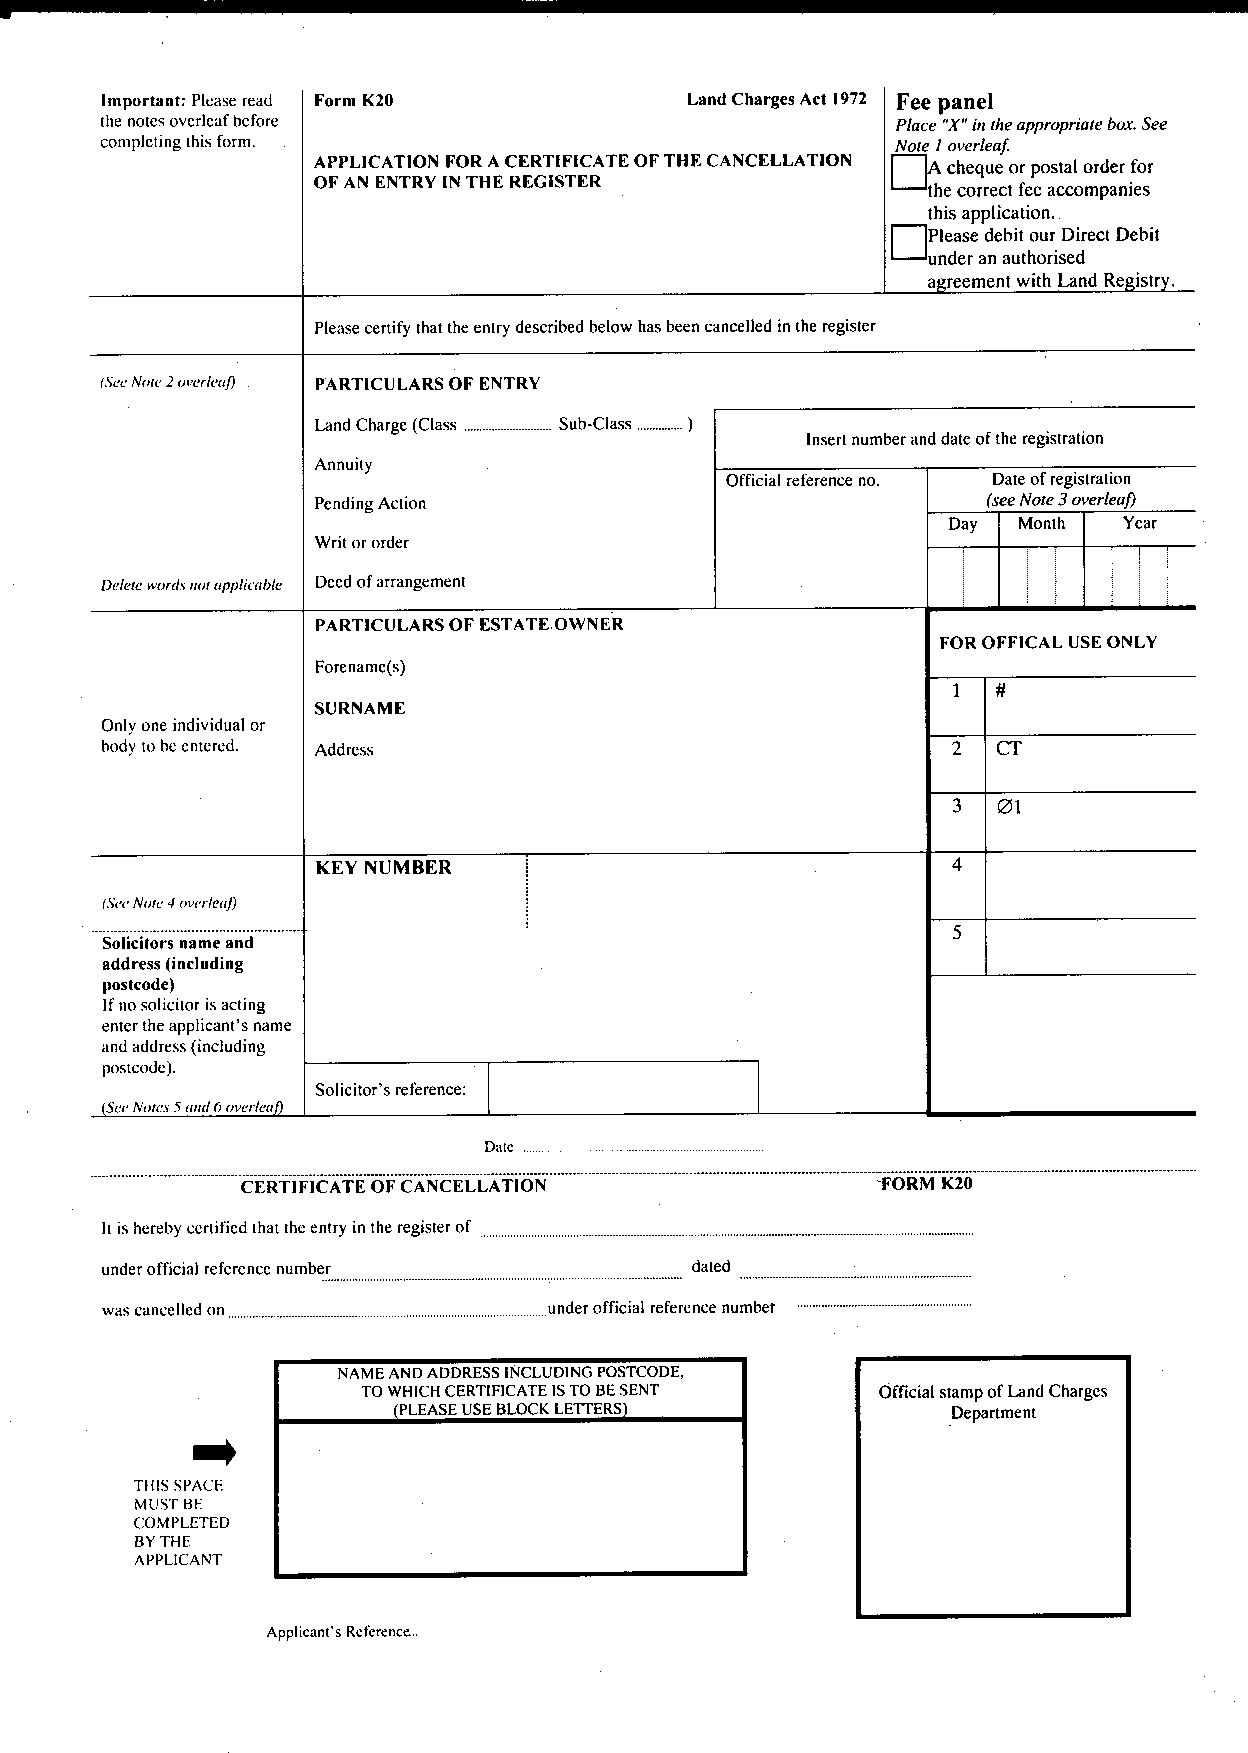 Important: Please read
the notes overleaf before
completing this form.
Form K20
Land Charges Act 1972
APPLICATION FOR A CERTIFICATE OF THE CANCELLATION
OF AN ENTRY IN THE REGISTER
Fee panel
Place "X" in the appropriate box. See
Note 1 overleaf.
A cheque or postal order for
the correct fee accompanies
this application.
Please debit our Direct Debit
under an authorised
agreement with Land Registry.
Please certify that the entry described below has been cancelled in the register
(See Note 2 overleaf)
PARTICULARS OF ENTRY
Land Charge (Class ............................ Sub-Class .............. )
Annuity
Pending Action
Writ or order
Delete words not applicable
Deed of arrangement
Insert number and date of the registration
Official reference no.
Date of registration
(see Note 3 overleaf)
Day Month Year
PARTICULARS OF ESTATE OWNER
Forename(s)
SURNAME
Only one individual or
body to be entered.
Address
FOR OFFICAL USE ONLY
1 #
2 CT
3 Ø1
4
5
KEY NUMBER
(See Note 4 overleaf)
Solicitors name and
address (including
postcode)
If no solicitor is acting
enter the applicant's name
and address (including
postcode).
(See Notes 5 and 6 overleaf)
Solicitor's reference:
Date
CERTIFICATE OF CANCELLATION
FORM K20
It is hereby certified that the entry in the register of
under official reference number dated
was cancelled on under official reference number
NAME AND ADDRESS INCLUDING POSTCODE,
TO WHICH CERTIFICATE IS TO BE SENT
(PLEASE USE BLOCK LETTERS)
THIS SPACE
MUST BE
COMPLETED
BY THE
APPLICANT
Official stamp of Land Charges
Department
Applicant's Reference..